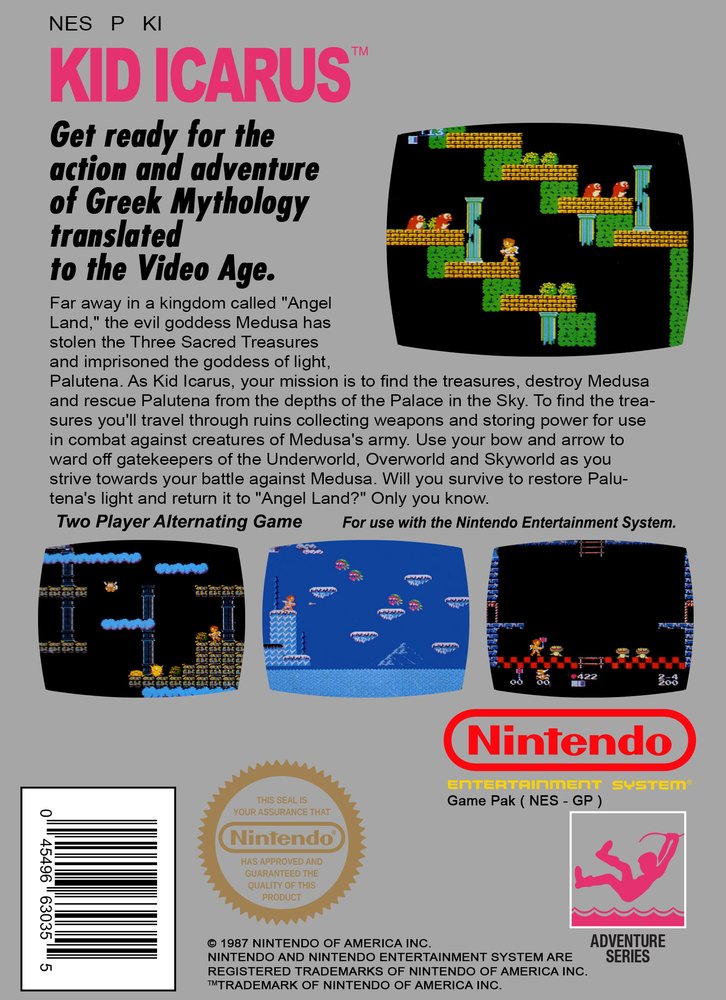 NES P KI
KID ICARUS™
Get ready for the
action and adventure
of Greek Mythology
translated
to the Video Age.
Far away in a kingdom called "Angel
Land," the evil goddess Medusa has
stolen the Three Sacred Treasures
and imprisoned the goddess of light,
Palutena. As Kid Icarus, your mission is to find the treasures, destroy Medusa
and rescue Palutena from the depths of the Palace in the Sky. To find the trea-
sures you'll travel through ruins collecting weapons and storing power for use
in combat against creatures of Medusa's army. Use your bow and arrow to
ward off gatekeepers of the Underworld, Overworld and Skyworld as you
strive towards your battle against Medusa. Will you survive to restore Palu-
tena's light and return it to "Angel Land?" Only you know.
Two Player Alternating Game For use with the Nintendo Entertainment System.
00 00 422 2-4
200
Nintendo
ENTERTAINMENT SYSTEM®
Game Pak ( NES - GP )
THIS SEAL IS
YOUR ASSURANCE THAT
Nintendo®
HAS APPROVED AND
GUARANTEED THE
QUALITY OF THIS
PRODUCT
0 45496 63035 5
ADVENTURE
SERIES
© 1987 NINTENDO OF AMERICA INC.
NINTENDO AND NINTENDO ENTERTAINMENT SYSTEM ARE
REGISTERED TRADEMARKS OF NINTENDO OF AMERICA INC.
™TRADEMARK OF NINTENDO OF AMERICA INC.